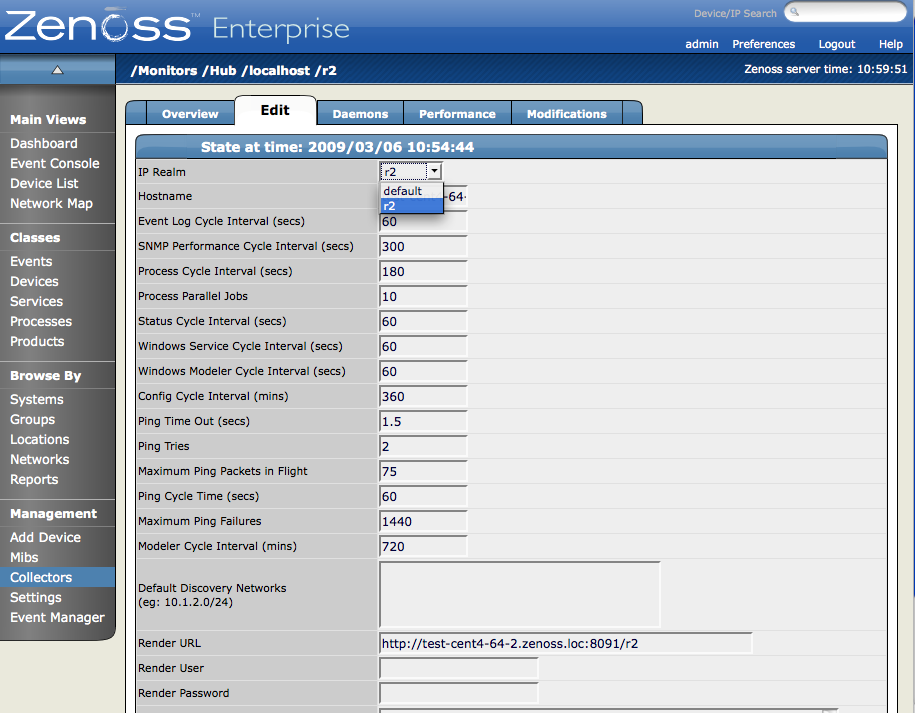 Zenoss™ Enterprise
Device/IP Search
admin Preferences Logout Help
/Monitors /Hub /localhost /r2
Zenoss server time: 10:59:51
Main Views
Dashboard
Event Console
Device List
Network Map
Classes
Events
Devices
Services
Processes
Products
Browse By
Systems
Groups
Locations
Networks
Reports
Management
Add Device
Mibs
Collectors
Settings
Event Manager
Overview Edit Daemons Performance Modifications
State at time: 2009/03/06 10:54:44
IP Realm r2
default
r2
Hostname -64-
Event Log Cycle Interval (secs) 60
SNMP Performance Cycle Interval (secs) 300
Process Cycle Interval (secs) 180
Process Parallel Jobs 10
Status Cycle Interval (secs) 60
Windows Service Cycle Interval (secs) 60
Windows Modeler Cycle Interval (secs) 60
Config Cycle Interval (mins) 360
Ping Time Out (secs) 1.5
Ping Tries 2
Maximum Ping Packets in Flight 75
Ping Cycle Time (secs) 60
Maximum Ping Failures 1440
Modeler Cycle Interval (mins) 720
Default Discovery Networks
(eg: 10.1.2.0/24)
Render URL http://test-cent4-64-2.zenoss.loc:8091/r2
Render User
Render Password